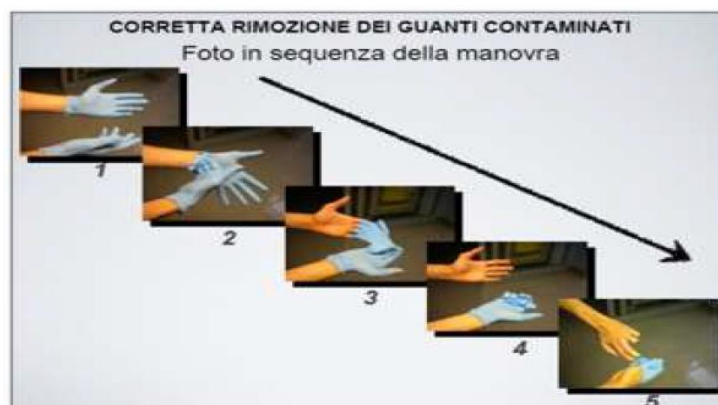 CORRETTA RIMOZIONE DEI GUANTI CONTAMINATI
Foto in sequenza della manovra
1
2
3
4
5